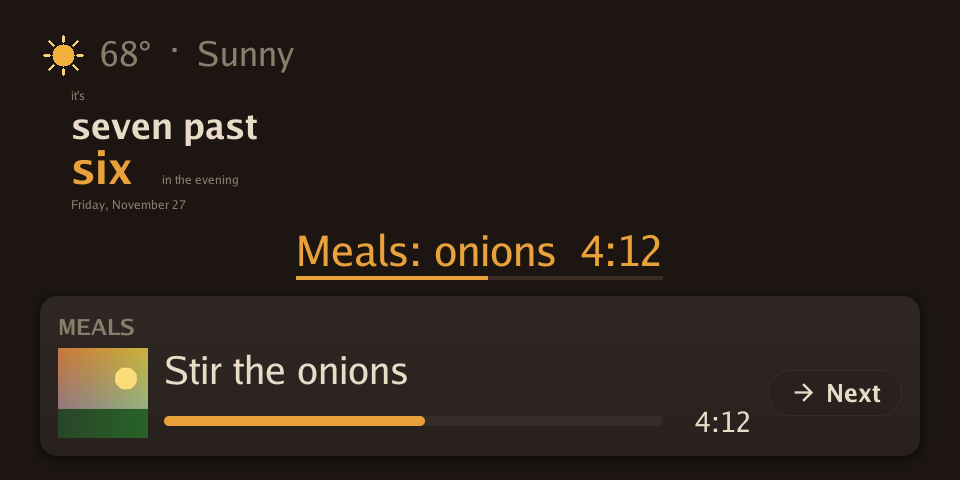 68° · Sunny
it's
seven past
six in the evening
Friday, November 27
Meals: onions 4:12
MEALS
Stir the onions
4:12
→ Next